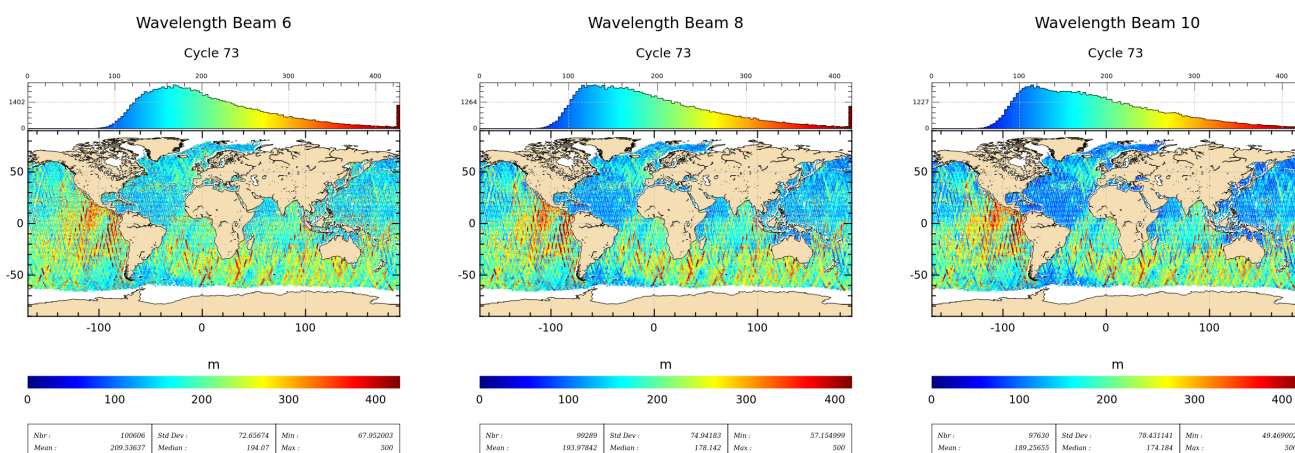 Wavelength Beam 6
Cycle 73
0 100 200 300 400
1402
0
50
0
-50
-100 0 100
m
0 100 200 300 400
Nbr : 100606 Std Dev : 72.65674 Min : 67.952003
Mean : 209.53637 Median : 194.07 Max : 500
Wavelength Beam 8
Cycle 73
0 100 200 300 400
1264
0
50
0
-50
-100 0 100
m
0 100 200 300 400
Nbr : 99289 Std Dev : 74.94183 Min : 57.154999
Mean : 193.97842 Median : 178.142 Max : 500
Wavelength Beam 10
Cycle 73
0 100 200 300 400
1227
0
50
0
-50
-100 0 100
m
0 100 200 300 400
Nbr : 97630 Std Dev : 78.431141 Min : 49.469002
Mean : 189.25655 Median : 174.184 Max : 500